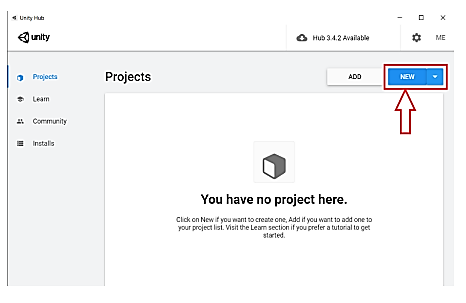 Unity Hub
unity
Hub 3.4.2 Available
ME
Projects
Learn
Community
Installs
Projects
ADD
NEW
You have no project here.
Click on New if you want to create one, Add if you want to add one to
your project list. Visit the Learn section if you prefer a tutorial to get
started.